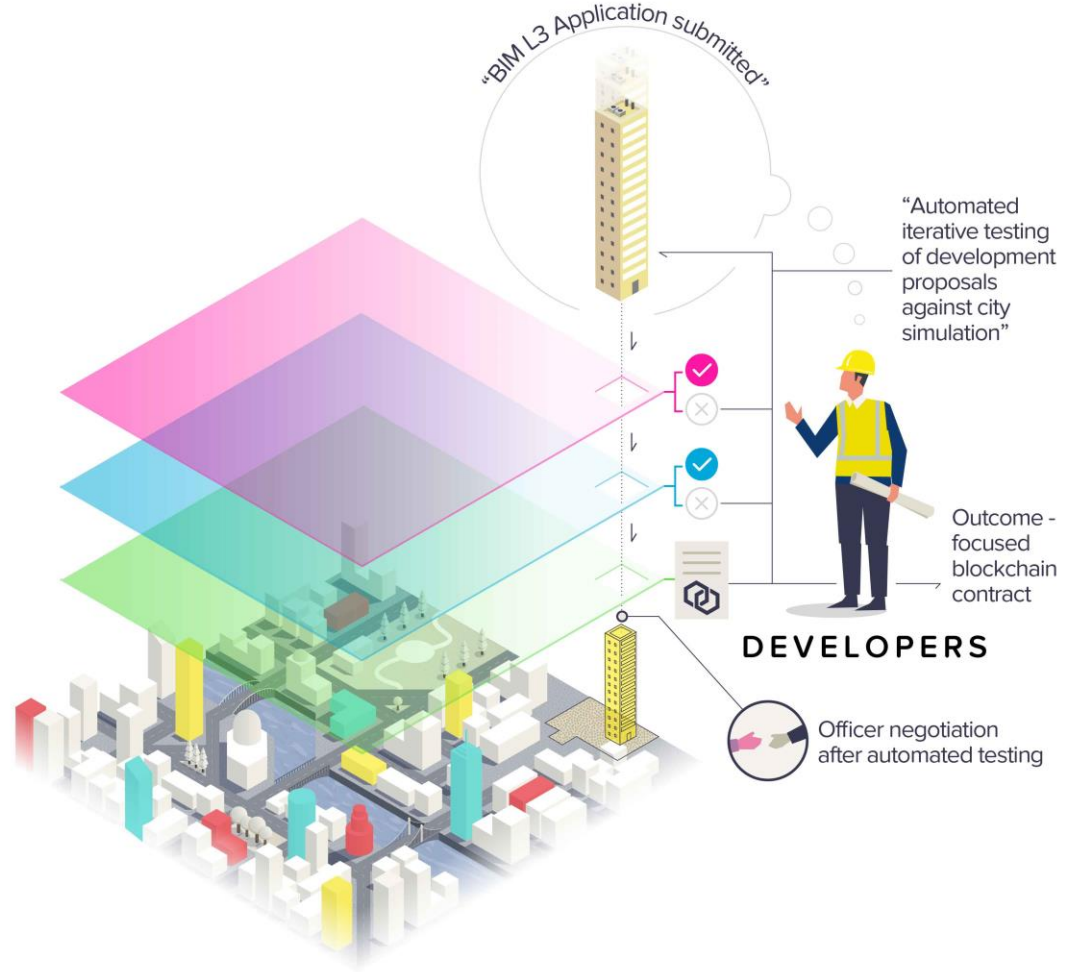 “BIM L3 Application submitted”
“Automated
iterative testing
of development
proposals
against city
simulation”
Outcome -
focused
blockchain
contract
DEVELOPERS
Officer negotiation
after automated testing